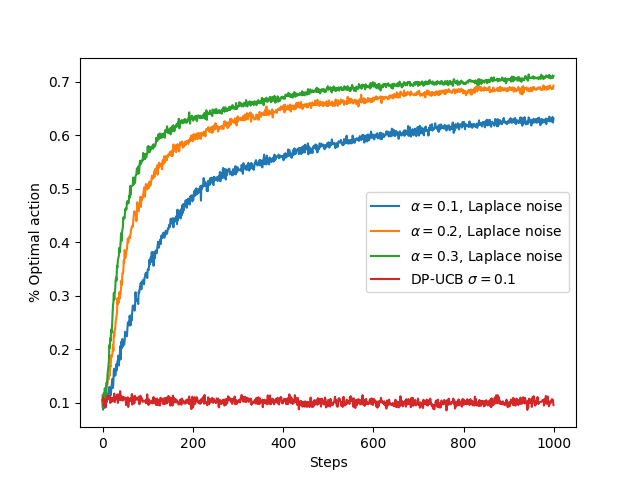 0.7
0.6
0.5
0.4
0.3
0.2
0.1
% Optimal action
α = 0.1, Laplace noise
α = 0.2, Laplace noise
α = 0.3, Laplace noise
DP-UCB σ = 0.1
0 200 400 600 800 1000
Steps